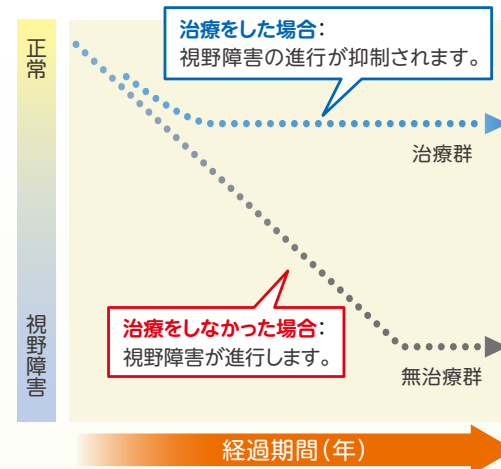 正常
治療をした場合:
視野障害の進行が抑制されます。
治療群
治療をしなかった場合:
視野障害が進行します。
視野障害
無治療群
経過期間(年)